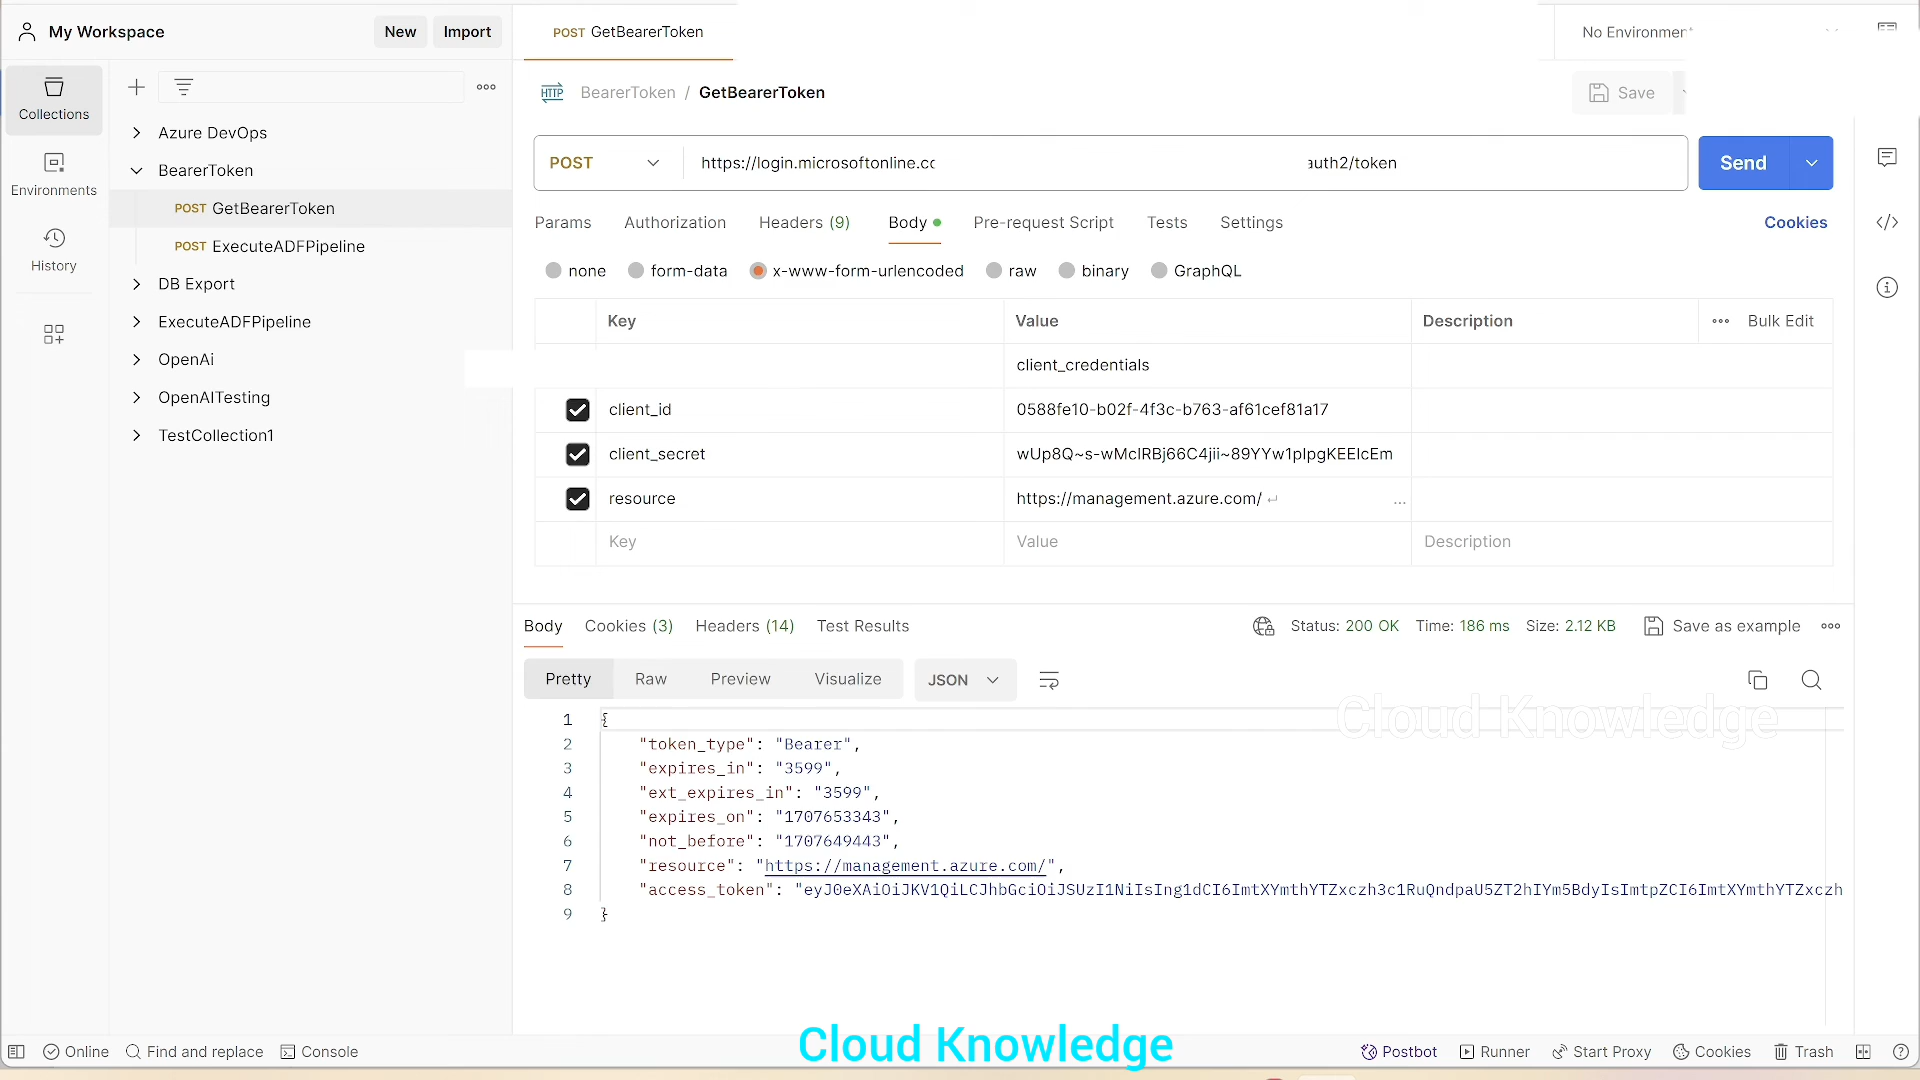 My Workspace
New
Import
POST GetBearerToken
No Environmen
Collections
BearerToken / GetBearerToken
Save
Azure DevOps
BearerToken
POST GetBearerToken
POST ExecuteADFPipeline
DB Export
ExecuteADFPipeline
OpenAi
OpenAITesting
TestCollection1
Environments
History
HTTP
POST
https://login.microsoftonline.cc
auth2/token
Send
Params Authorization Headers (9) Body Pre-request Script Tests Settings Cookies
none form-data x-www-form-urlencoded raw binary GraphQL
Key Value Description Bulk Edit
client_credentials
client_id 0588fe10-b02f-4f3c-b763-af61cef81a17
client_secret
resource https://management.azure.com/
Key Value Description
Body Cookies (3) Headers (14) Test Results Status: 200 OK Time: 186 ms Size: 2.12 KB Save as example
Pretty Raw Preview Visualize JSON
Cloud Knowledge
1 {
2 "token_type": "Bearer",
3 "expires_in": "3599",
4 "ext_expires_in": "3599",
5 "expires_on": "1707653343",
6 "not_before": "1707649443",
7 "resource": "https://management.azure.com/",
8 "access_token":
9 }
Cloud Knowledge
Online Find and replace Console Postbot Runner Start Proxy Cookies Trash